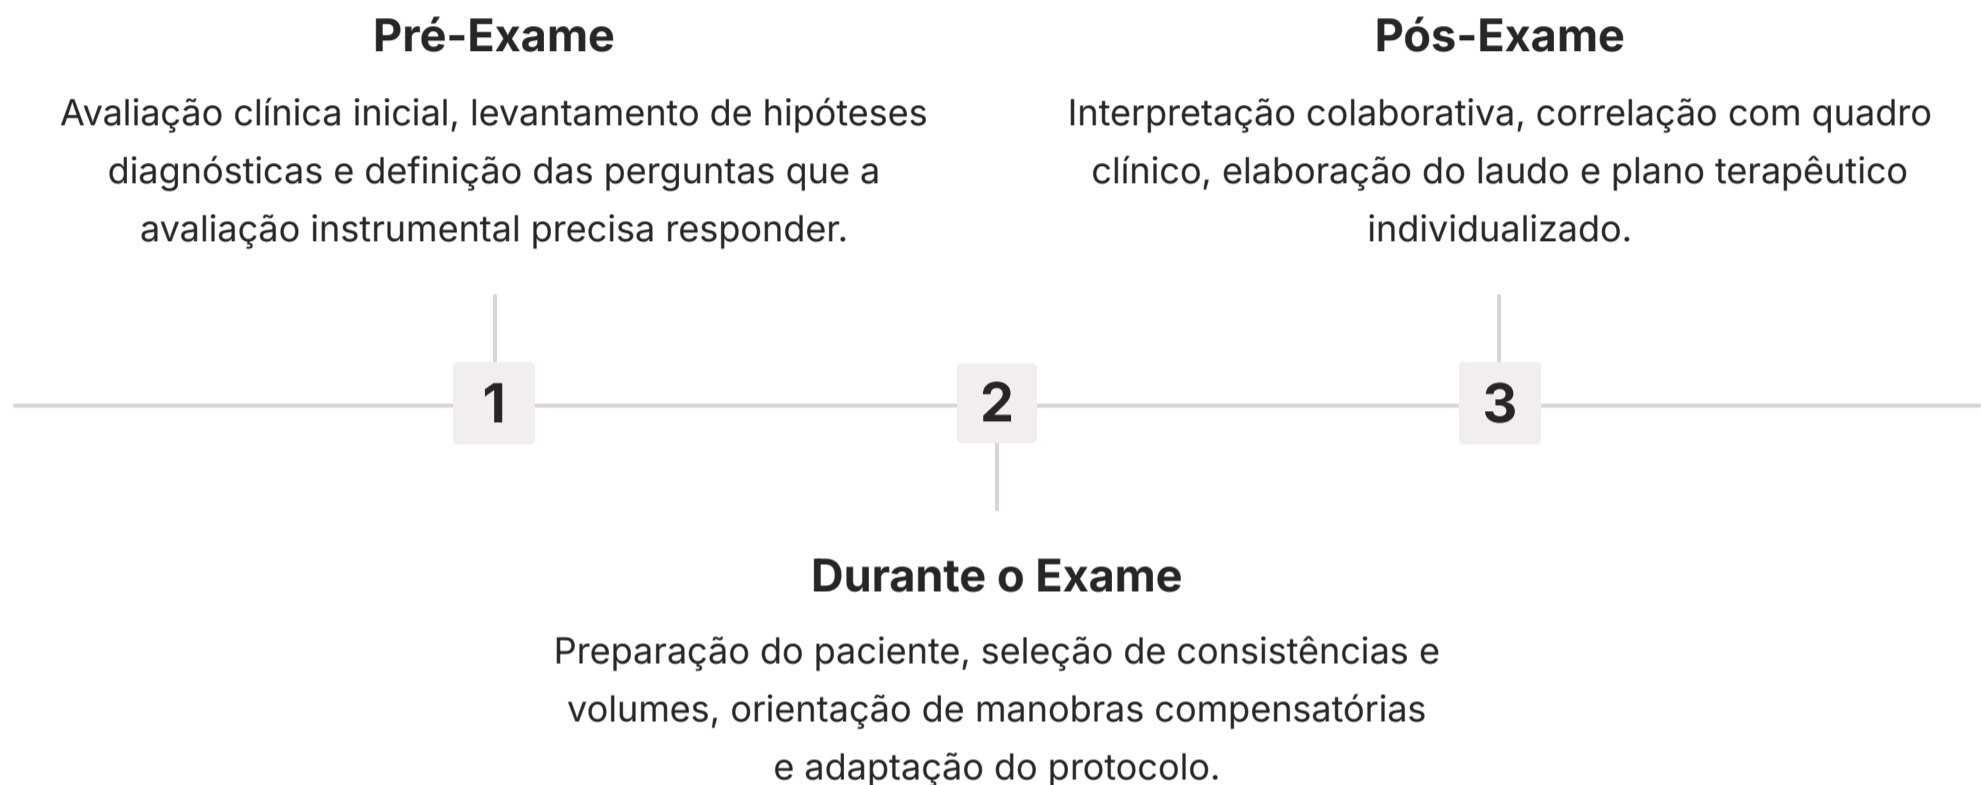 Pré-Exame
Avaliação clínica inicial, levantamento de hipóteses
diagnósticas e definição das perguntas que a
avaliação instrumental precisa responder.
Pós-Exame
Interpretação colaborativa, correlação com quadro
clínico, elaboração do laudo e plano terapêutico
individualizado.
1
2
3
Durante o Exame
Preparação do paciente, seleção de consistências e
volumes, orientação de manobras compensatórias
e adaptação do protocolo.